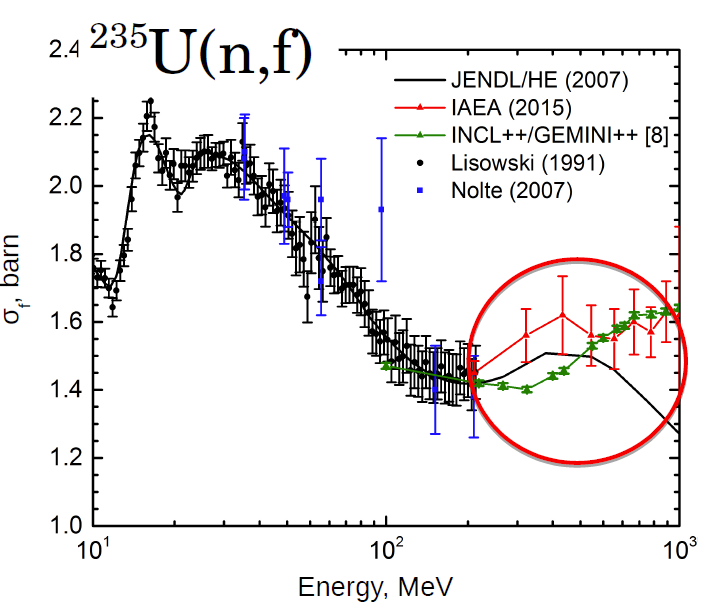 ²³⁵U(n,f)
2.4
2.2
2.0
1.8
1.6
1.4
1.2
1.0
σf, barn
JENDL/HE (2007)
IAEA (2015)
INCL++/GEMINI++ [8]
Lisowski (1991)
Nolte (2007)
10¹ 10² 10³
Energy, MeV